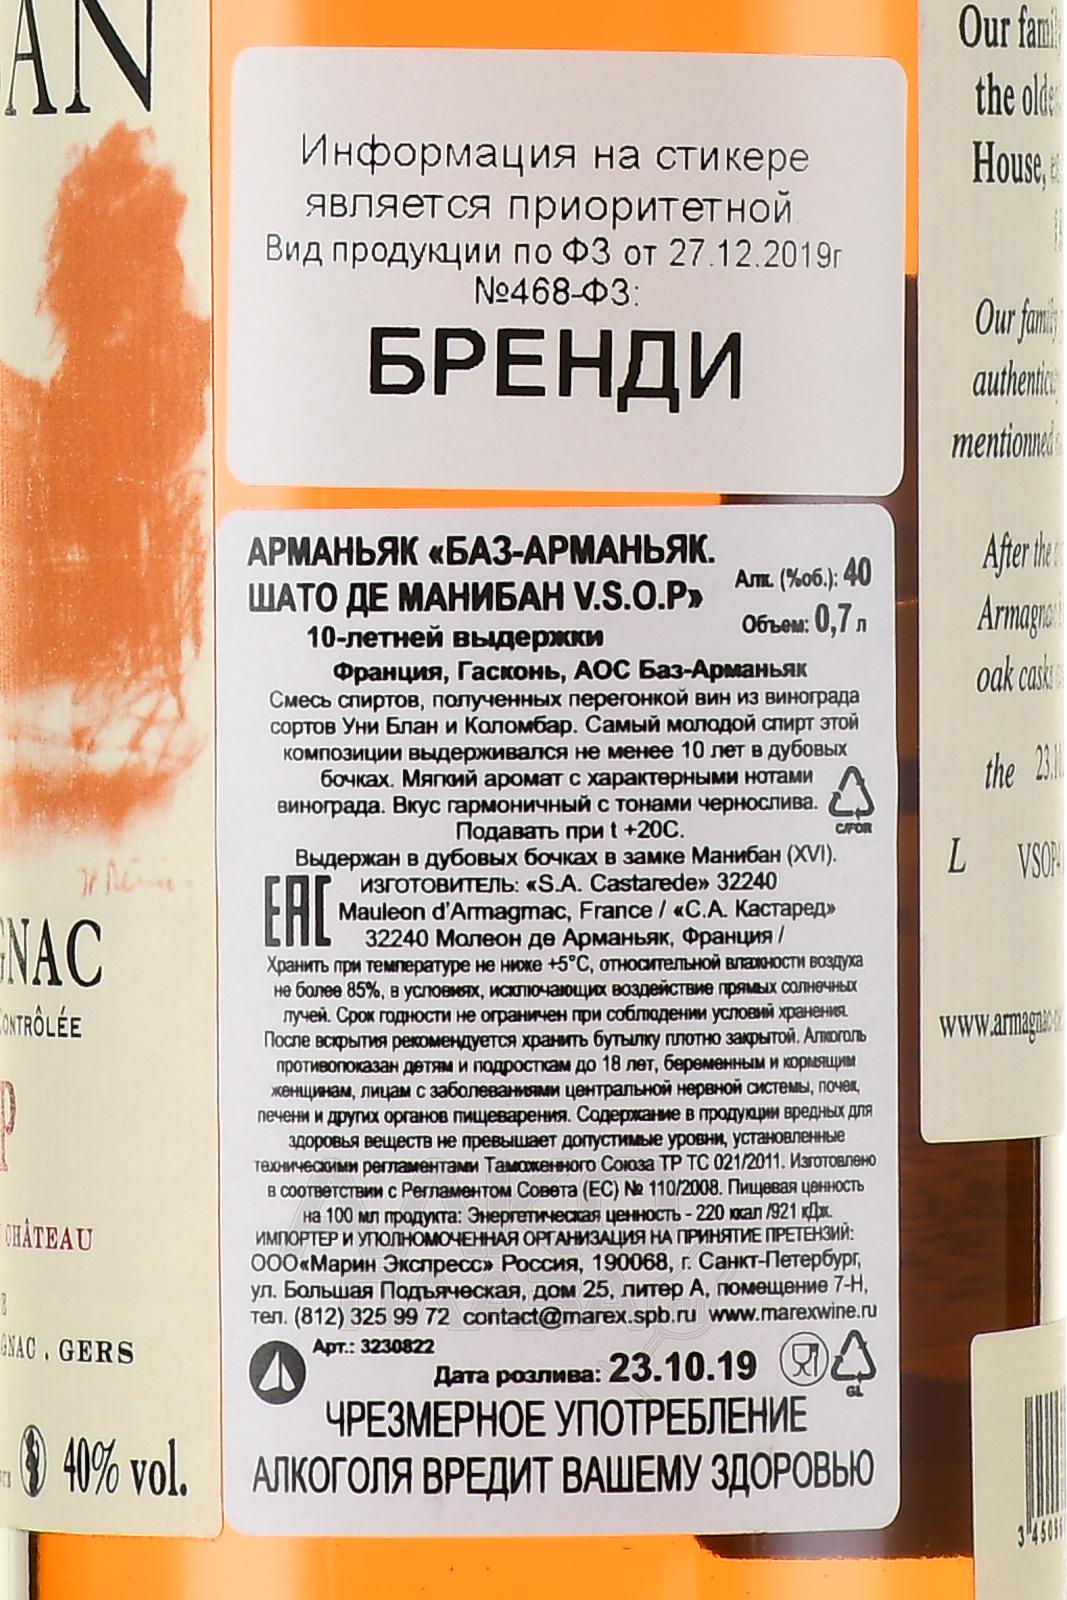 AN
GNAC
CONTRÔLÉE
P
CHÂTEAU
GNAC . GERS
40% vol.
Информация на стикере
является приоритетной
Вид продукции по ФЗ от 27.12.2019г
№468-ФЗ:
БРЕНДИ
АРМАНЬЯК «БАЗ-АРМАНЬЯК.
ШАТО ДЕ МАНИБАН V.S.O.P»
Алк. (%об.): 40
Объем: 0,7 л
10-летней выдержки
Франция, Гасконь, АОС Баз-Арманьяк
Смесь спиртов, полученных перегонкой вин из винограда
сортов Уни Блан и Коломбар. Самый молодой спирт этой
композиции выдерживался не менее 10 лет в дубовых
бочках. Мягкий аромат с характерными нотами
винограда. Вкус гармоничный с тонами чернослива.
Подавать при t +20C.
C/FOR
Выдержан в дубовых бочках в замке Манибан (XVI).
EAC
ИЗГОТОВИТЕЛЬ: «S.A. Castarede» 32240
Mauleon d'Armagmac, France / «С.А. Кастаред»
32240 Молеон де Арманьяк, Франция /
Хранить при температуре не ниже +5°С, относительной влажности воздуха
не более 85%, в условиях, исключающих воздействие прямых солнечных
лучей. Срок годности не ограничен при соблюдении условий хранения.
После вскрытия рекомендуется хранить бутылку плотно закрытой. Алкоголь
противопоказан детям и подросткам до 18 лет, беременным и кормящим
женщинам, лицам с заболеваниями центральной нервной системы, почек,
печени и других органов пищеварения. Содержание в продукции вредных для
здоровья веществ не превышает допустимые уровни, установленные
техническими регламентами Таможенного Союза ТР ТС 021/2011. Изготовлено
в соответствии с Регламентом Совета (ЕС) № 110/2008. Пищевая ценность
на 100 мл продукта: Энергетическая ценность - 220 ккал /921 кДж.
ИМПОРТЕР И УПОЛНОМОЧЕННАЯ ОРГАНИЗАЦИЯ НА ПРИНЯТИЕ ПРЕТЕНЗИЙ:
ООО«Марин Экспресс» Россия, 190068, г. Санкт-Петербург,
ул. Большая Подъяческая, дом 25, литер А, помещение 7-Н,
тел. (812) 325 99 72 contact@marex.spb.ru www.marexwine.ru
Арт.: 3230822
Дата розлива: 23.10.19
GL
ЧРЕЗМЕРНОЕ УПОТРЕБЛЕНИЕ
АЛКОГОЛЯ ВРЕДИТ ВАШЕМУ ЗДОРОВЬЮ
Our famil
the olde
House,
Our family
authentic
mentionned
After the
Armagnac
oak casks
the 23.10
L VSOP
www.armagnac-c
3 45096